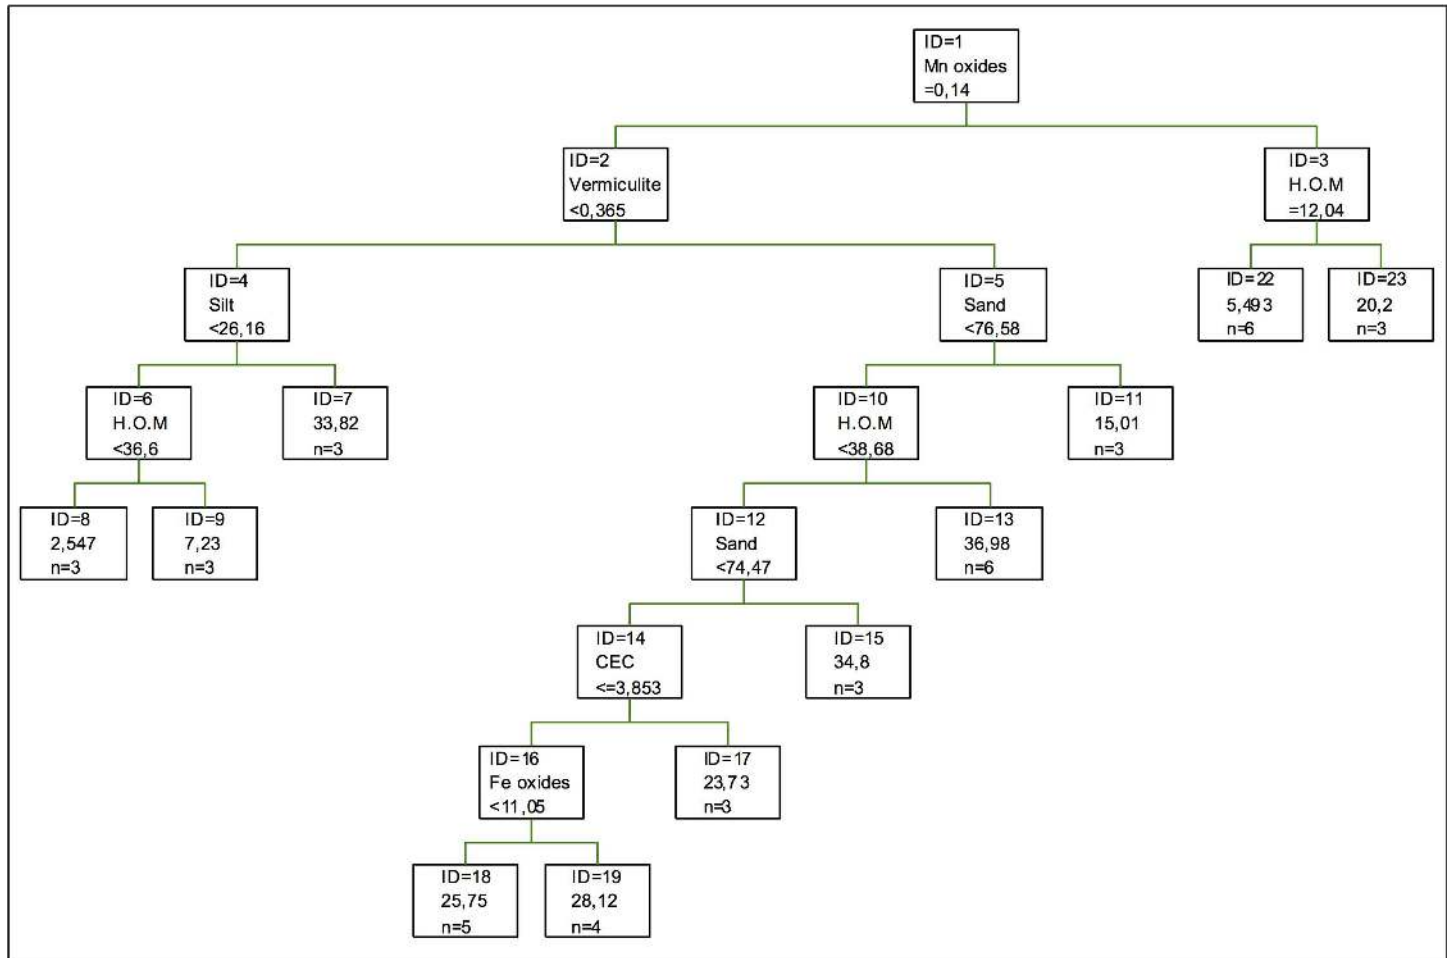 ID=1
Mn oxides
=0,14
ID=2
Vermiculite
<0,365
ID=3
H.O.M
=12,04
ID=4
Silt
<26,16
ID=5
Sand
<76,58
ID=22
5,493
n=6
ID=23
20,2
n=3
ID=6
H.O.M
<36,6
ID=7
33,82
n=3
ID=10
H.O.M
<38,68
ID=11
15,01
n=3
ID=8
2,547
n=3
ID=9
7,23
n=3
ID=12
Sand
<74,47
ID=13
36,98
n=6
ID=14
CEC
<=3,853
ID=15
34,8
n=3
ID=16
Fe oxides
<11,05
ID=17
23,73
n=3
ID=18
25,75
n=5
ID=19
28,12
n=4